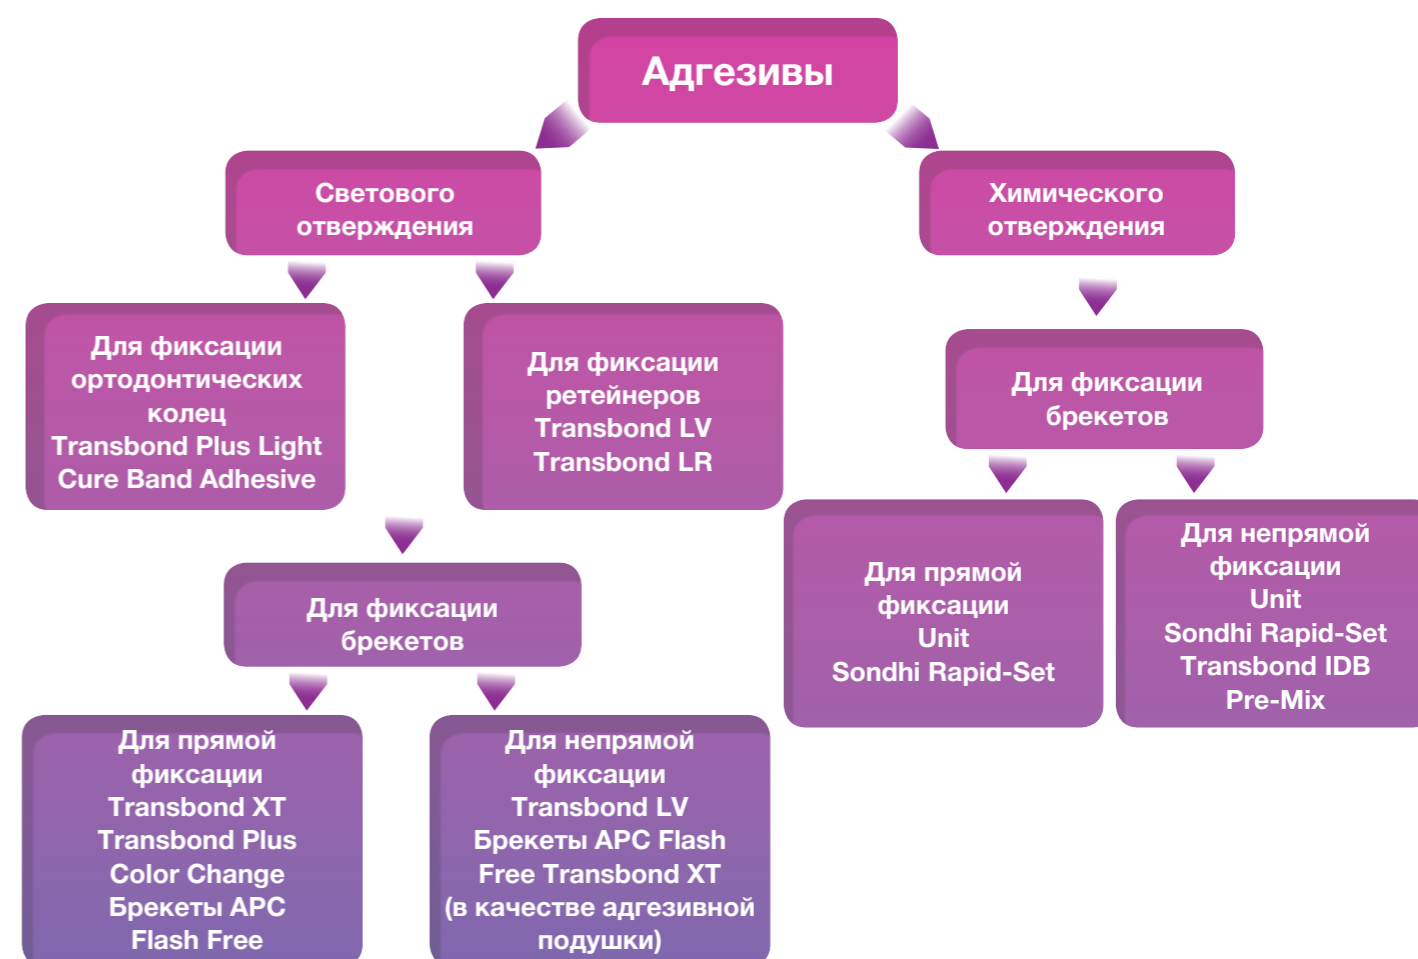 Адгезивы
Светового
отверждения
Химического
отверждения
Для фиксации
ортодонтических
колец
Transbond Plus Light
Cure Band Adhesive
Для фиксации
ретейнеров
Transbond LV
Transbond LR
Для фиксации
брекетов
Для прямой
фиксации
Unit
Sondhi Rapid-Set
Для непрямой
фиксации
Unit
Sondhi Rapid-Set
Transbond IDB
Pre-Mix
Для фиксации
брекетов
Для прямой
фиксации
Transbond XT
Transbond Plus
Color Change
Брекеты APC
Flash Free
Для непрямой
фиксации
Transbond LV
Брекеты APC Flash
Free Transbond XT
(в качестве адгезивной
подушки)